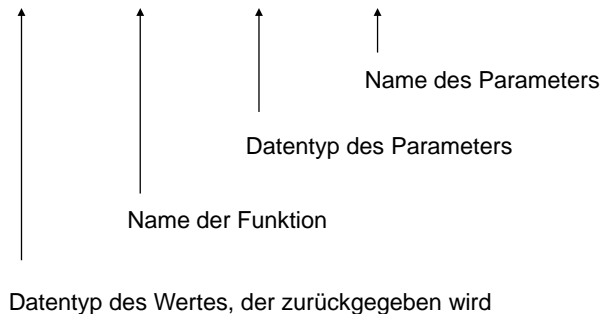 Name des Parameters
Datentyp des Parameters
Name der Funktion
Datentyp des Wertes, der zurückgegeben wird